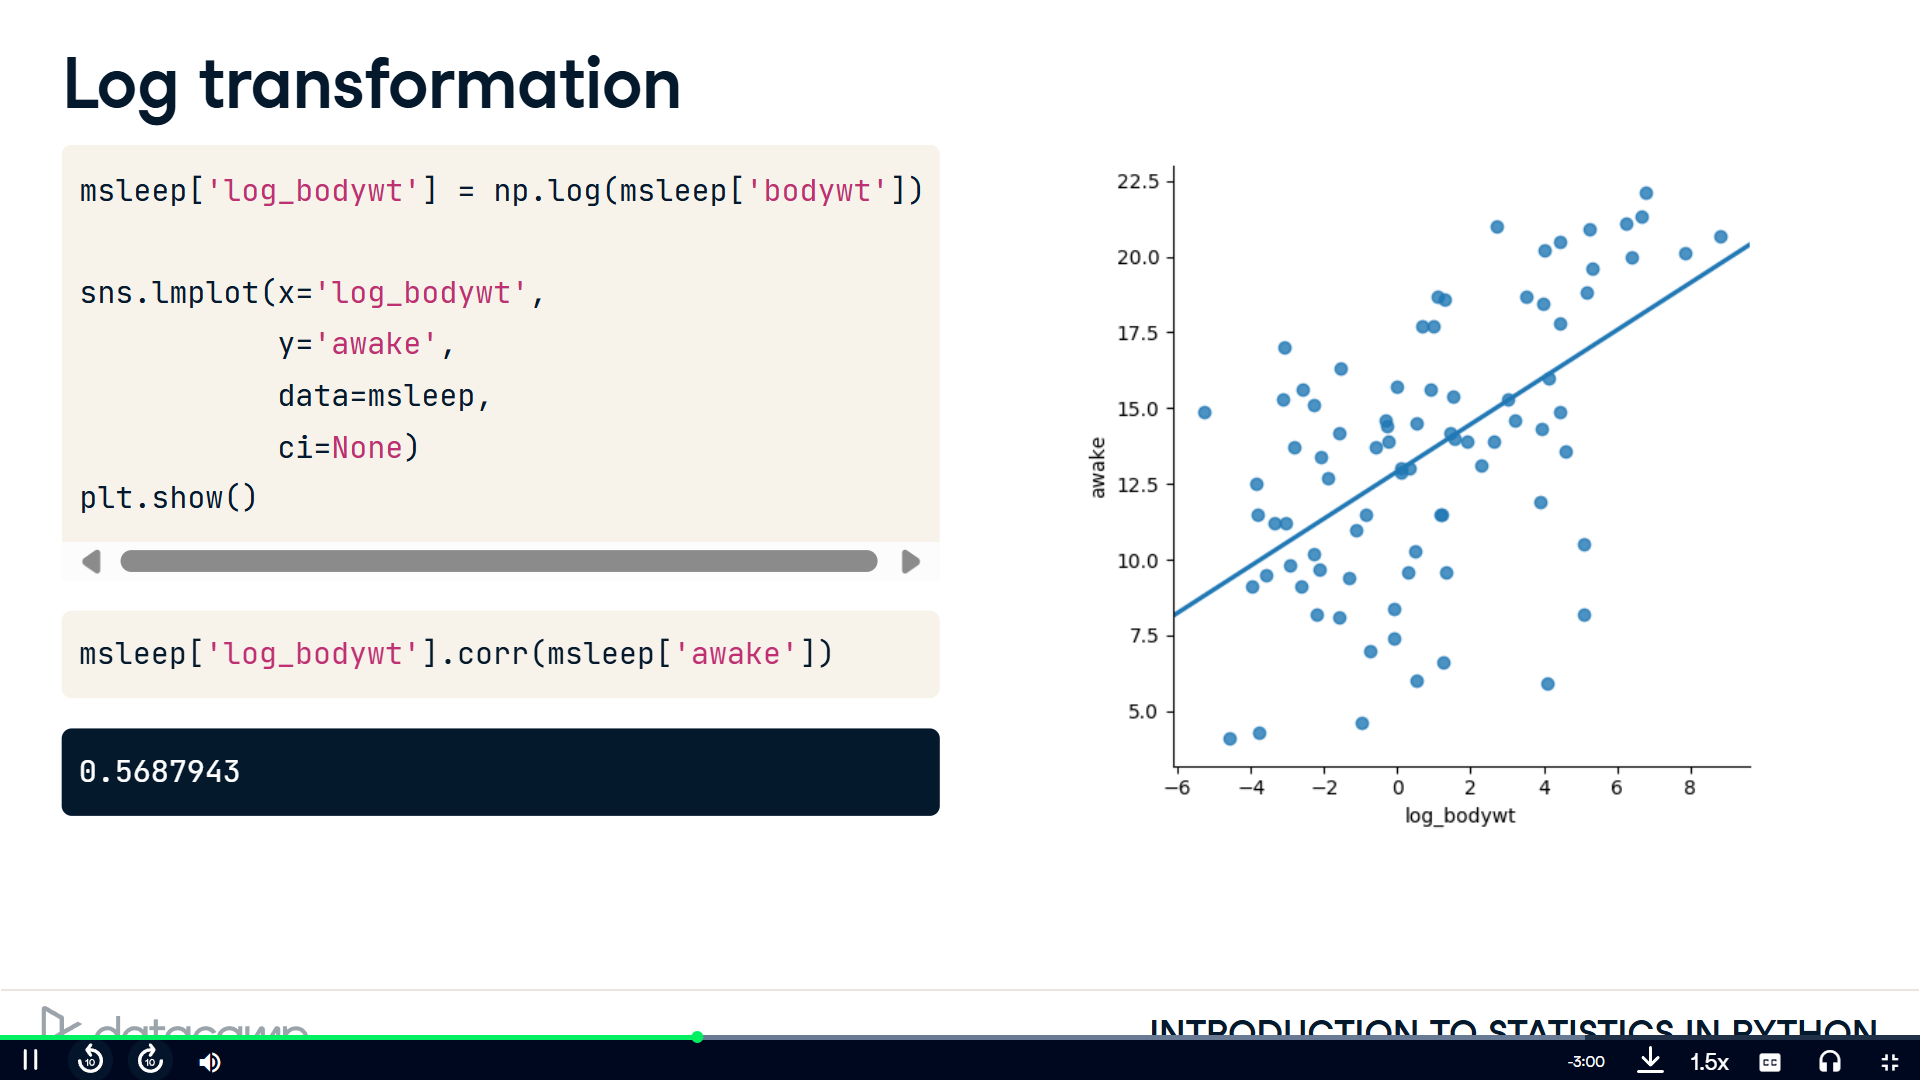 Log transformation
msleep['log_bodywt'] = np.log(msleep['bodywt'])
sns.lmplot(x='log_bodywt',
y='awake',
data=msleep,
ci=None)
plt.show()
msleep['log_bodywt'].corr(msleep['awake'])
0.5687943
22.5
20.0
17.5
15.0
12.5
10.0
7.5
5.0
awake
−6 −4 −2 0 2 4 6 8
log_bodywt
datacamp
INTRODUCTION TO STATISTICS IN PYTHON
10 10 -3:00 1.5x CC